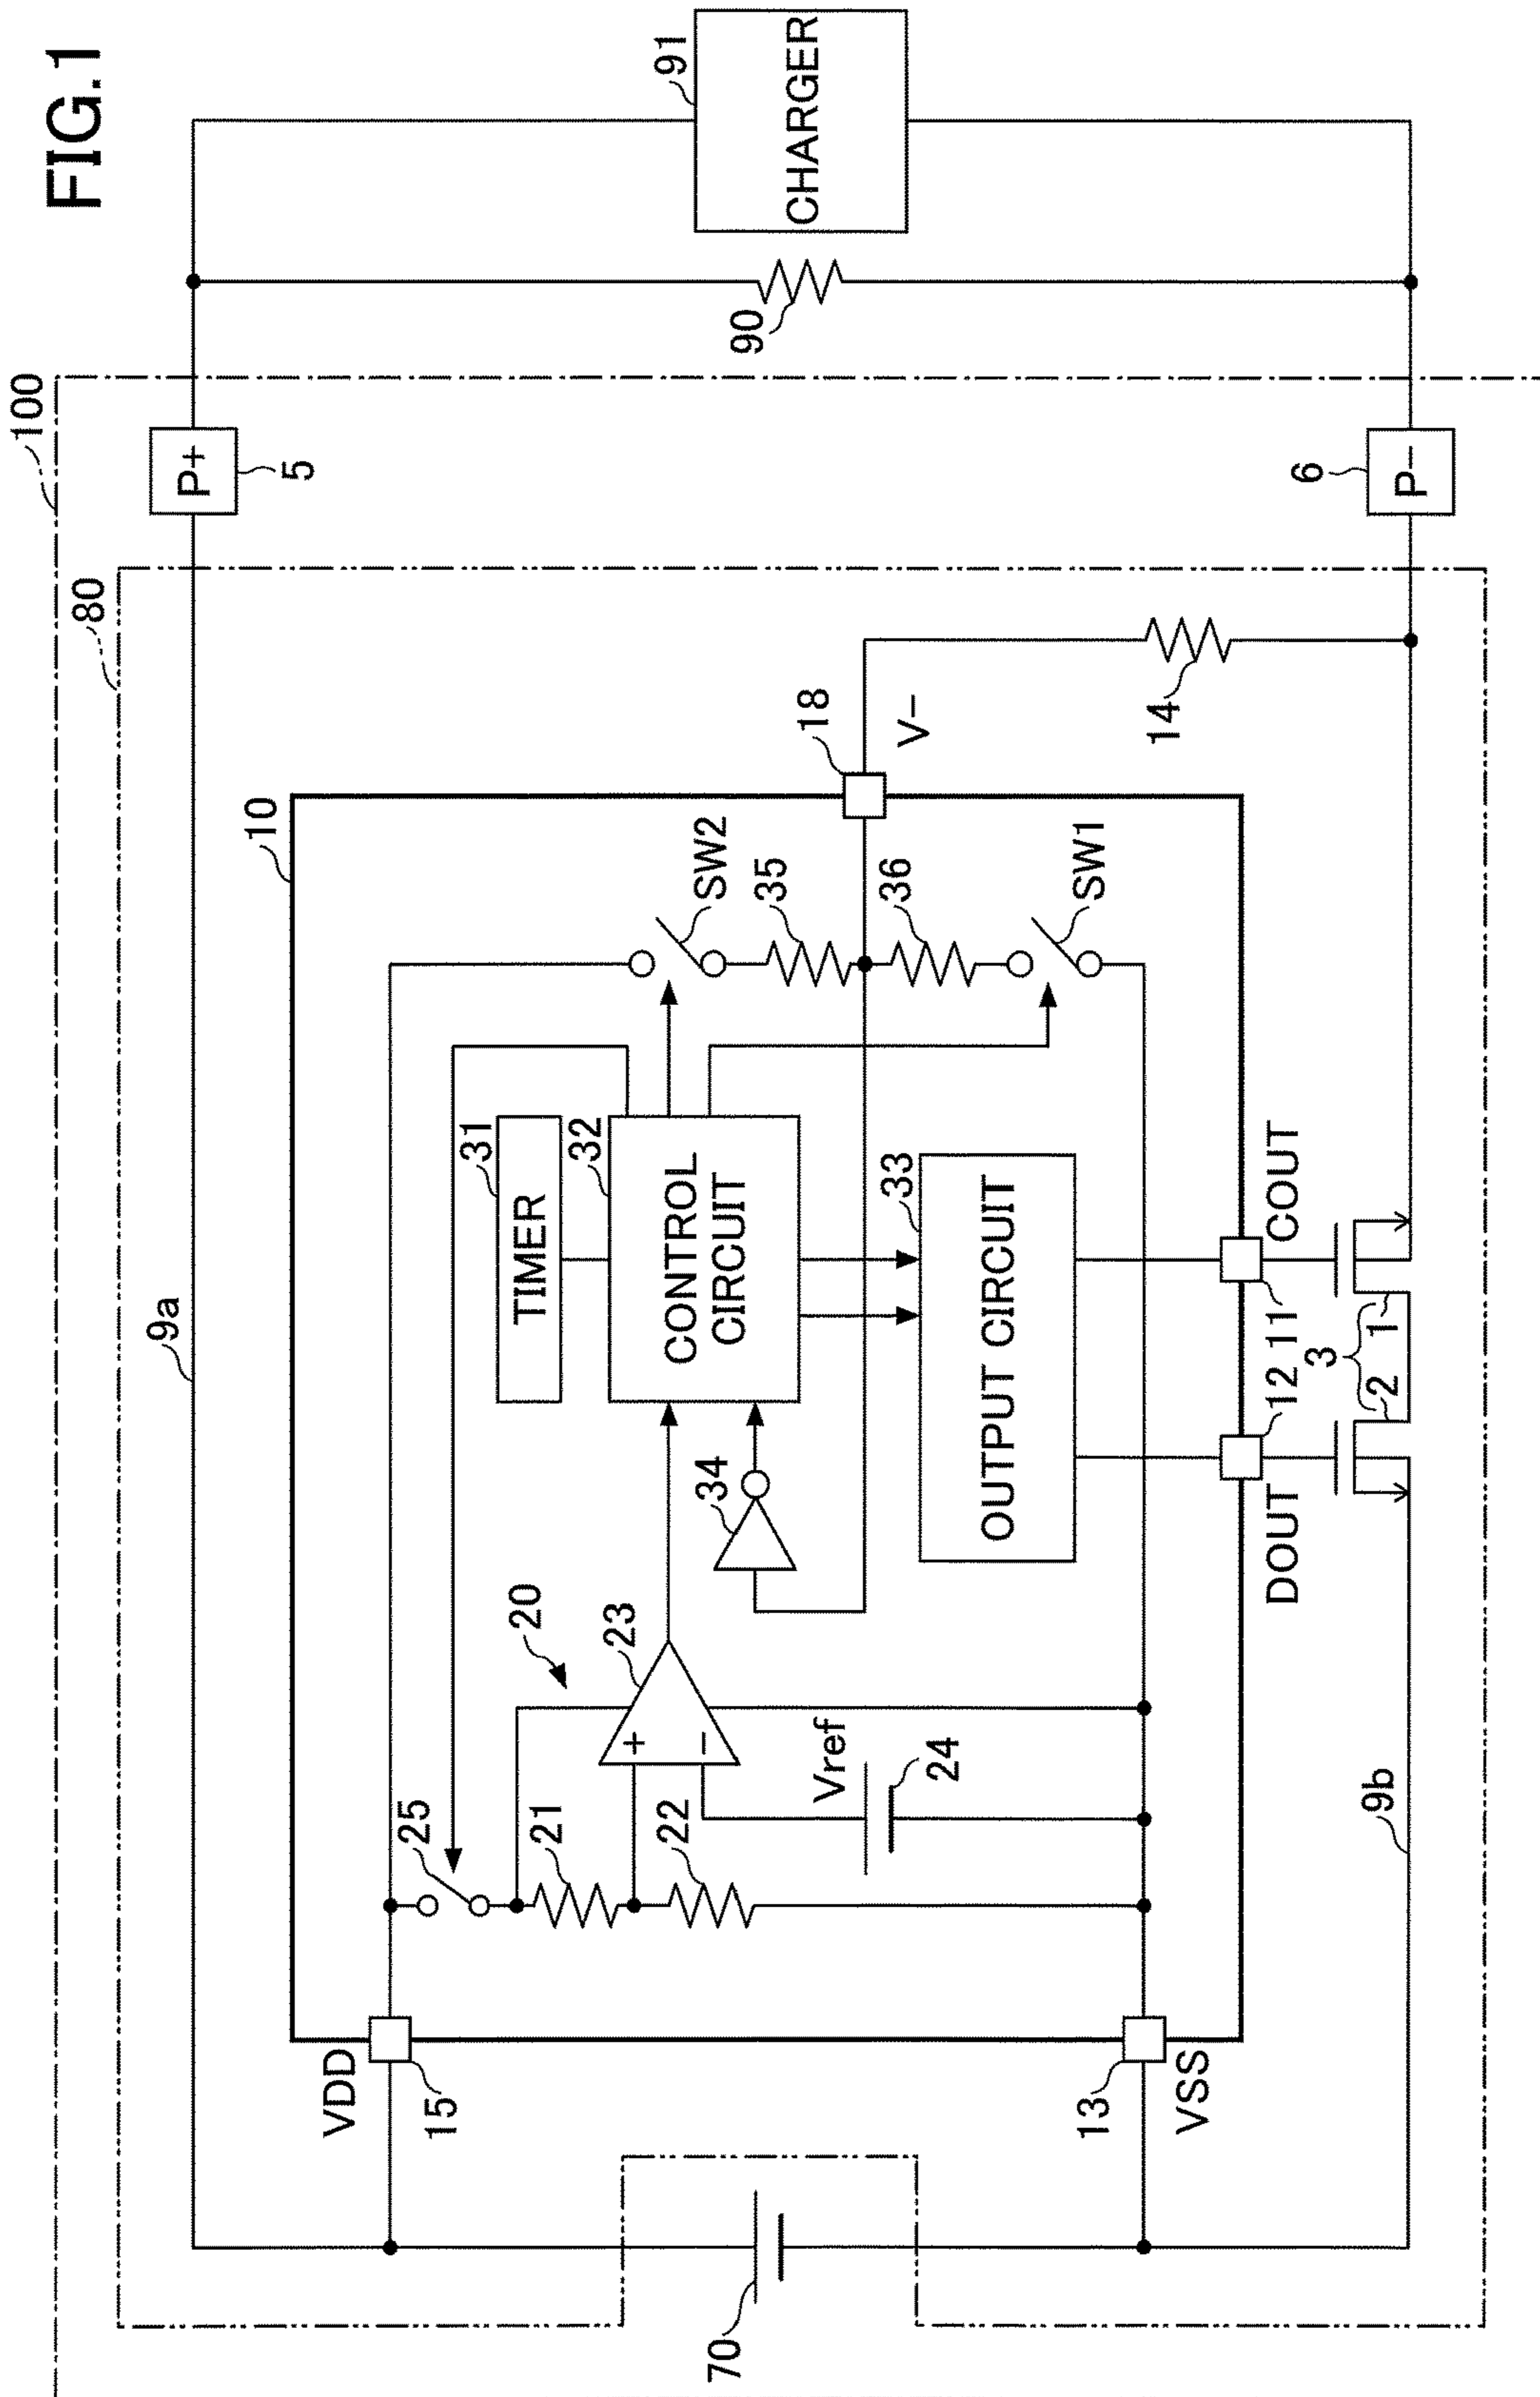 FIG.1
100
80
9a
P+
5
91
CHARGER
90
10
VDD
15
25
21
22
20
23
Vref
24
31
TIMER
32
CONTROL
CIRCUIT
34
33
OUTPUT CIRCUIT
SW2
35
36
SW1
18
V−
14
70
13
VSS
DOUT
12
11
COUT
3
2
1
9b
6
P−